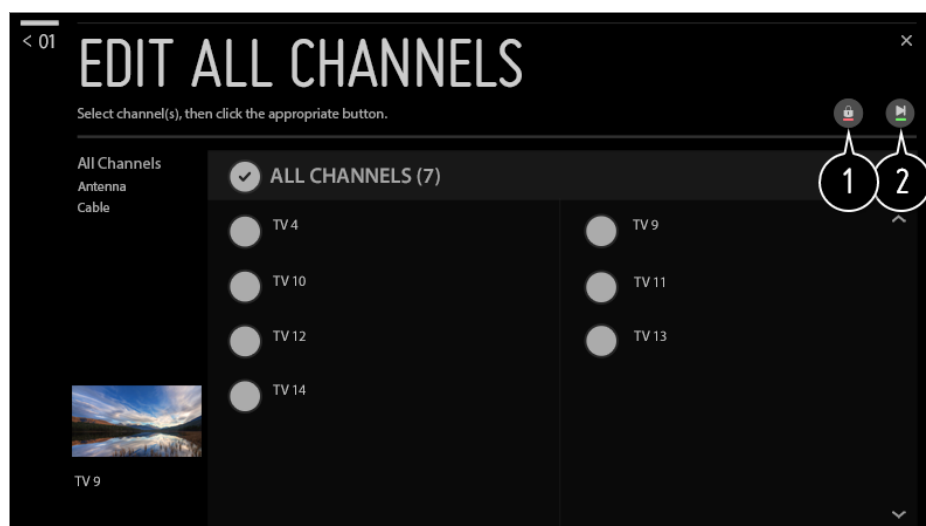 < 01
EDIT ALL CHANNELS
Select channel(s), then click the appropriate button.
1
2
All Channels
Antenna
Cable
ALL CHANNELS (7)
TV 4
TV 9
TV 10
TV 11
TV 12
TV 13
TV 14
TV 9